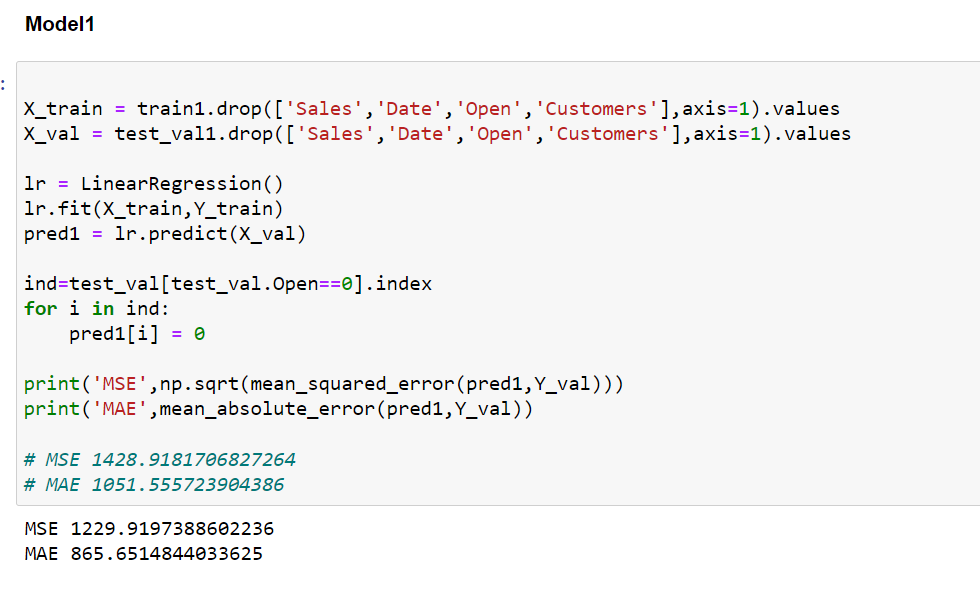 Model1
:
X_train = train1.drop(['Sales','Date','Open','Customers'],axis=1).values
X_val = test_val1.drop(['Sales','Date','Open','Customers'],axis=1).values
lr = LinearRegression()
lr.fit(X_train,Y_train)
pred1 = lr.predict(X_val)
ind=test_val[test_val.Open==0].index
for i in ind:
    pred1[i] = 0
print('MSE',np.sqrt(mean_squared_error(pred1,Y_val)))
print('MAE',mean_absolute_error(pred1,Y_val))
# MSE 1428.9181706827264
# MAE 1051.555723904386
MSE 1229.9197388602236
MAE 865.6514844033625